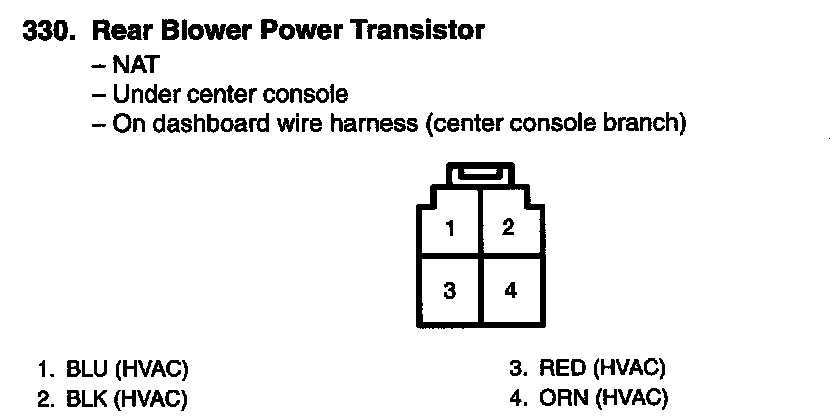 330. Rear Blower Power Transistor
– NAT
– Under center console
– On dashboard wire harness (center console branch)
1 2
3 4
1. BLU (HVAC)
2. BLK (HVAC)
3. RED (HVAC)
4. ORN (HVAC)